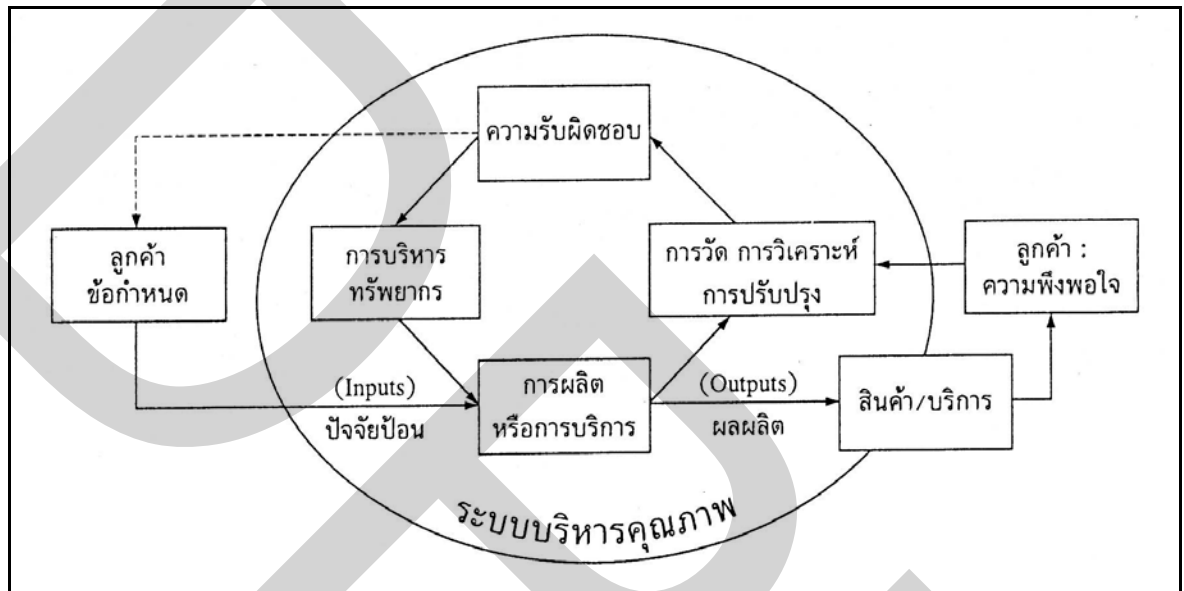 ความรับผิดชอบ
ลูกค้า
ข้อกำหนด
การบริหาร
ทรัพยากร
การวัด การวิเคราะห์
การปรับปรุง
ลูกค้า :
ความพึงพอใจ
(Inputs)
ปัจจัยป้อน
การผลิต
หรือการบริการ
(Outputs)
ผลผลิต
สินค้า/บริการ
ระบบบริหารคุณภาพ